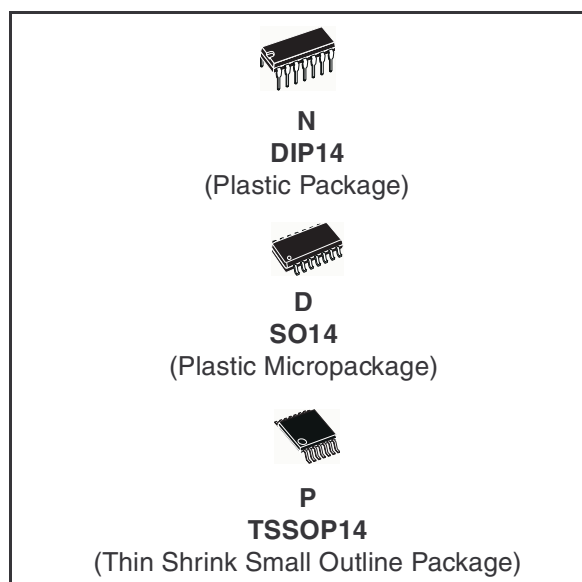 N
DIP14
(Plastic Package)
D
SO14
(Plastic Micropackage)
P
TSSOP14
(Thin Shrink Small Outline Package)